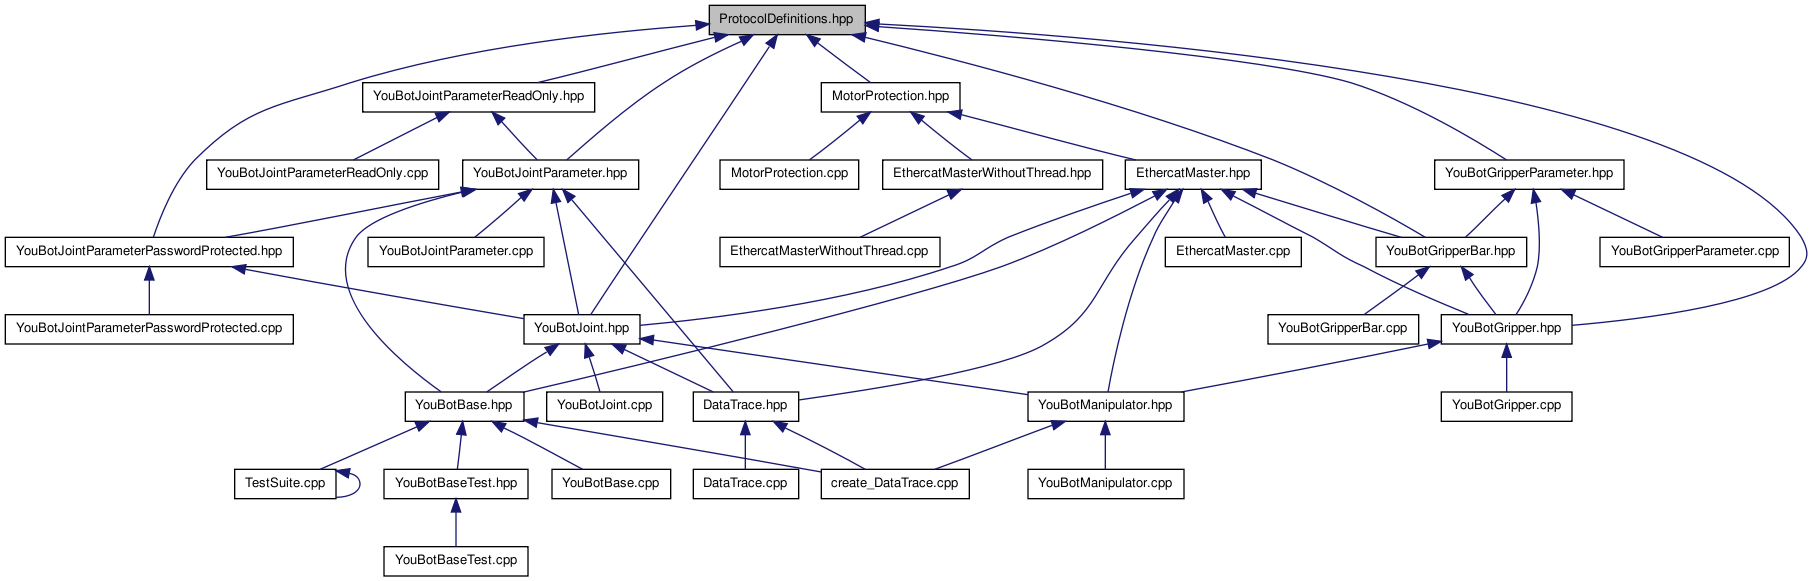 ProtocolDefinitions.hpp
YouBotJointParameterReadOnly.hpp
MotorProtection.hpp
YouBotJointParameterReadOnly.cpp
YouBotJointParameter.hpp
MotorProtection.cpp
EthercatMasterWithoutThread.hpp
EthercatMaster.hpp
YouBotGripperParameter.hpp
YouBotJointParameterPasswordProtected.hpp
YouBotJointParameter.cpp
EthercatMasterWithoutThread.cpp
EthercatMaster.cpp
YouBotGripperBar.hpp
YouBotGripperParameter.cpp
YouBotJointParameterPasswordProtected.cpp
YouBotJoint.hpp
YouBotGripperBar.cpp
YouBotGripper.hpp
YouBotBase.hpp
YouBotJoint.cpp
DataTrace.hpp
YouBotManipulator.hpp
YouBotGripper.cpp
TestSuite.cpp
YouBotBaseTest.hpp
YouBotBase.cpp
DataTrace.cpp
create_DataTrace.cpp
YouBotManipulator.cpp
YouBotBaseTest.cpp